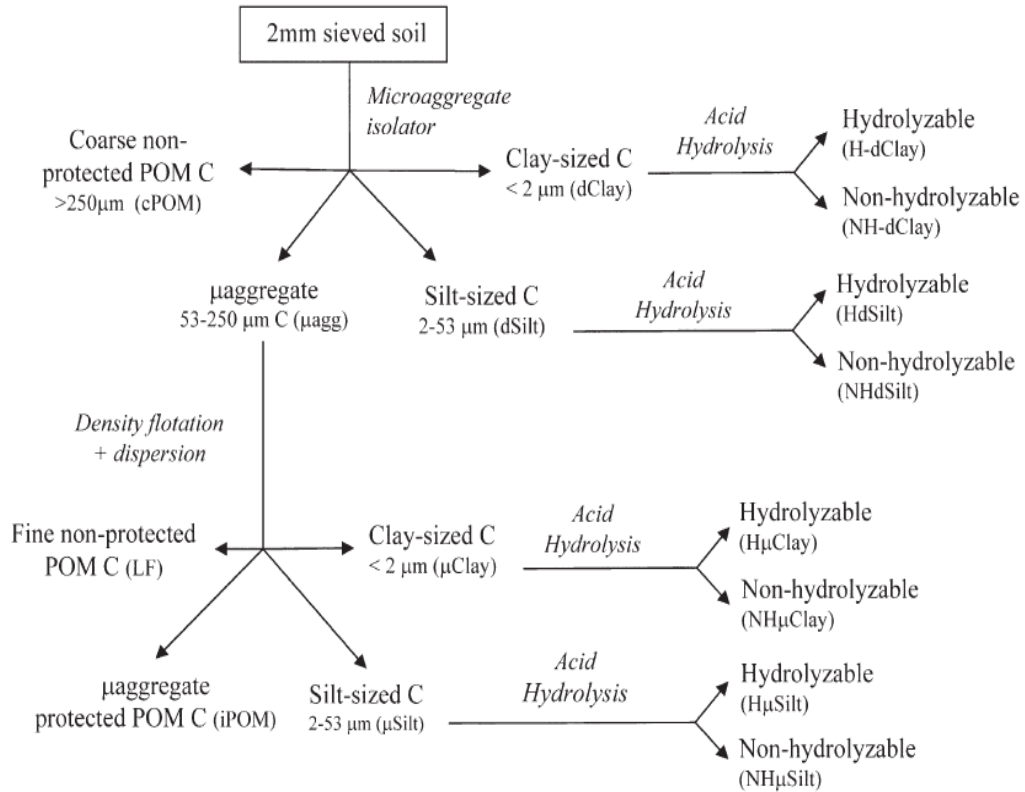 2mm sieved soil
Microaggregate
isolator
Coarse non-
protected POM C
>250μm (cPOM)
Clay-sized C
< 2 μm (dClay)
Acid
Hydrolysis
Hydrolyzable
(H-dClay)
Non-hydrolyzable
(NH-dClay)
μaggregate
53-250 μm C (μagg)
Silt-sized C
2-53 μm (dSilt)
Acid
Hydrolysis
Hydrolyzable
(HdSilt)
Non-hydrolyzable
(NHdSilt)
Density flotation
+ dispersion
Fine non-protected
POM C (LF)
Clay-sized C
< 2 μm (μClay)
Acid
Hydrolysis
Hydrolyzable
(HμClay)
Non-hydrolyzable
(NHμClay)
μaggregate
protected POM C (iPOM)
Silt-sized C
2-53 μm (μSilt)
Acid
Hydrolysis
Hydrolyzable
(HμSilt)
Non-hydrolyzable
(NHμSilt)